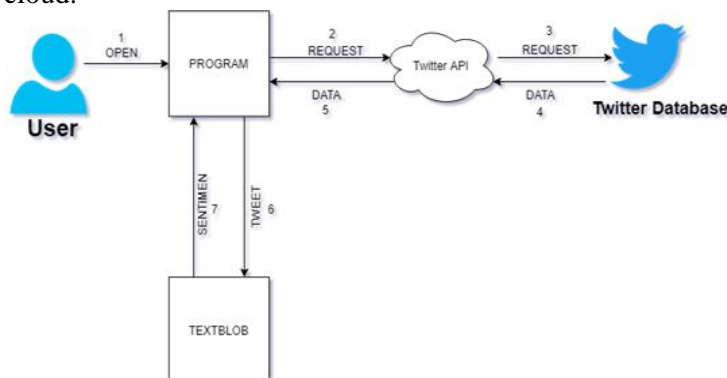 cloud.
1
OPEN
PROGRAM
2
REQUEST
Twitter API
3
REQUEST
DATA
5
DATA
4
User
Twitter Database
SENTIMEN 7
TWEET 6
TEXTBLOB